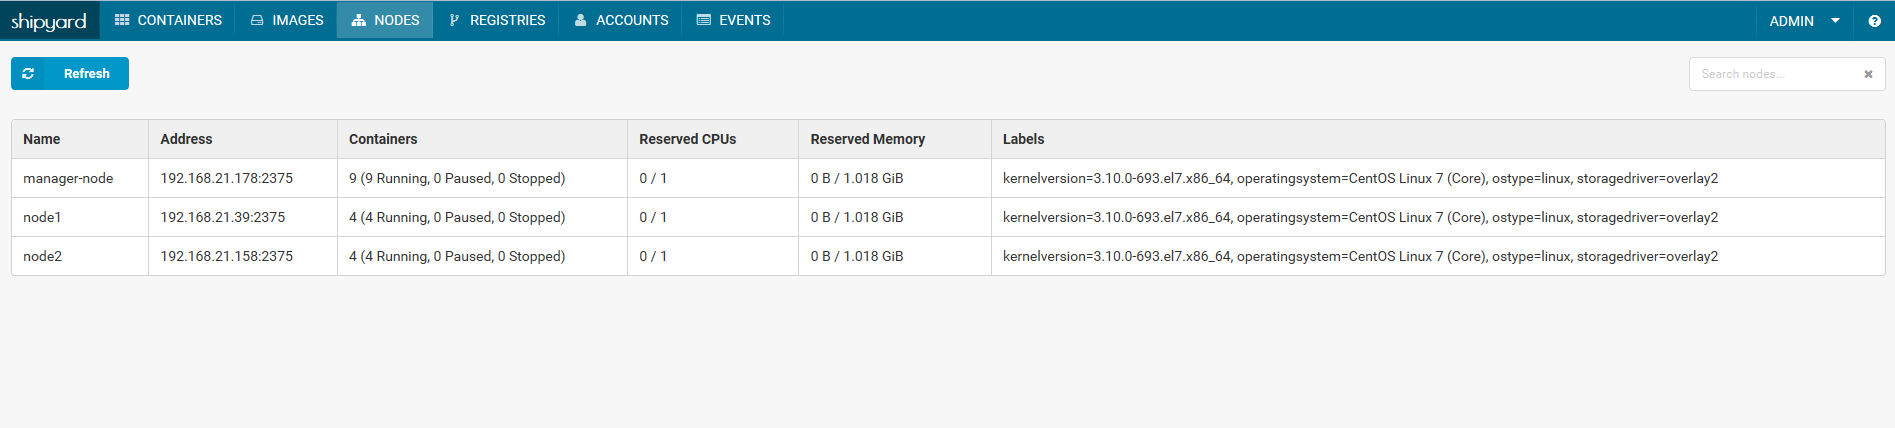 shipyard CONTAINERS IMAGES NODES REGISTRIES ACCOUNTS EVENTS ADMIN
Refresh Search nodes...
Name Address Containers Reserved CPUs Reserved Memory Labels
manager-node 192.168.21.178:2375 9 (9 Running, 0 Paused, 0 Stopped) 0 / 1 0 B / 1.018 GiB kernelversion=3.10.0-693.el7.x86_64, operatingsystem=CentOS Linux 7 (Core), ostype=linux, storagedriver=overlay2
node1 192.168.21.39:2375 4 (4 Running, 0 Paused, 0 Stopped) 0 / 1 0 B / 1.018 GiB kernelversion=3.10.0-693.el7.x86_64, operatingsystem=CentOS Linux 7 (Core), ostype=linux, storagedriver=overlay2
node2 192.168.21.158:2375 4 (4 Running, 0 Paused, 0 Stopped) 0 / 1 0 B / 1.018 GiB kernelversion=3.10.0-693.el7.x86_64, operatingsystem=CentOS Linux 7 (Core), ostype=linux, storagedriver=overlay2